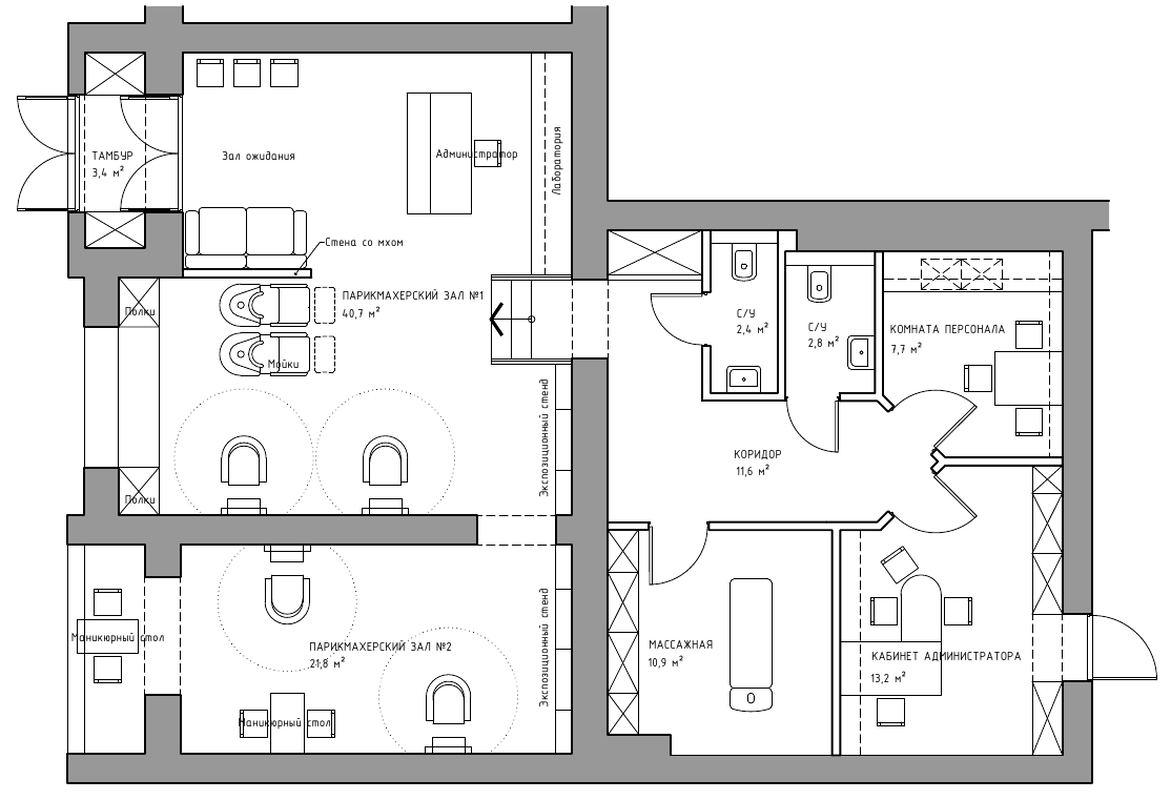 ТАМБУР
3,4 м²
Зал ожидания
Администратор
Лаборатория
Стена со мхом
Полки
ПАРИКМАХЕРСКИЙ ЗАЛ №1
40,7 м²
Мойки
Полки
Экспозиционный стенд
С/У
2,4 м²
С/У
2,8 м²
КОМНАТА ПЕРСОНАЛА
7,7 м²
КОРИДОР
11,6 м²
Маникюрный стол
ПАРИКМАХЕРСКИЙ ЗАЛ №2
21,8 м²
Маникюрный стол
Экспозиционный стенд
МАССАЖНАЯ
10,9 м²
КАБИНЕТ АДМИНИСТРАТОРА
13,2 м²